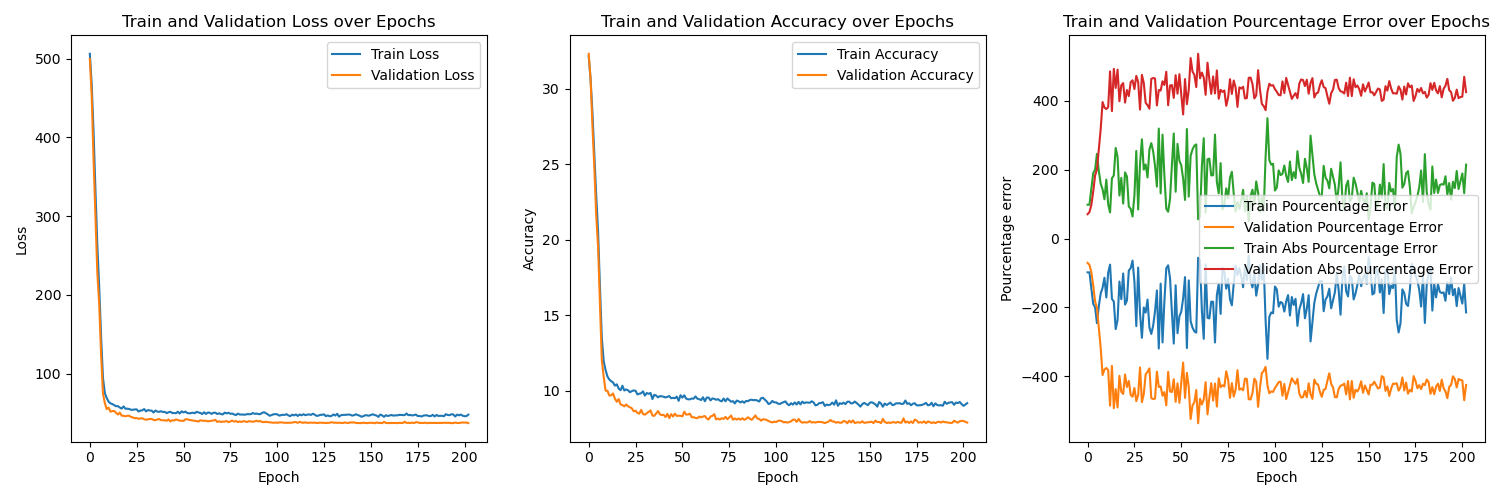 Train and Validation Loss over Epochs
Loss
500
400
300
200
100
0
25
50
75
100
125
150
175
200
Epoch
Train Loss
Validation Loss
Train and Validation Accuracy over Epochs
Accuracy
30
25
20
15
10
0
25
50
75
100
125
150
175
200
Epoch
Train Accuracy
Validation Accuracy
Train and Validation Pourcentage Error over Epochs
Pourcentage error
400
200
0
−200
−400
0
25
50
75
100
125
150
175
200
Epoch
Train Pourcentage Error
Validation Pourcentage Error
Train Abs Pourcentage Error
Validation Abs Pourcentage Error